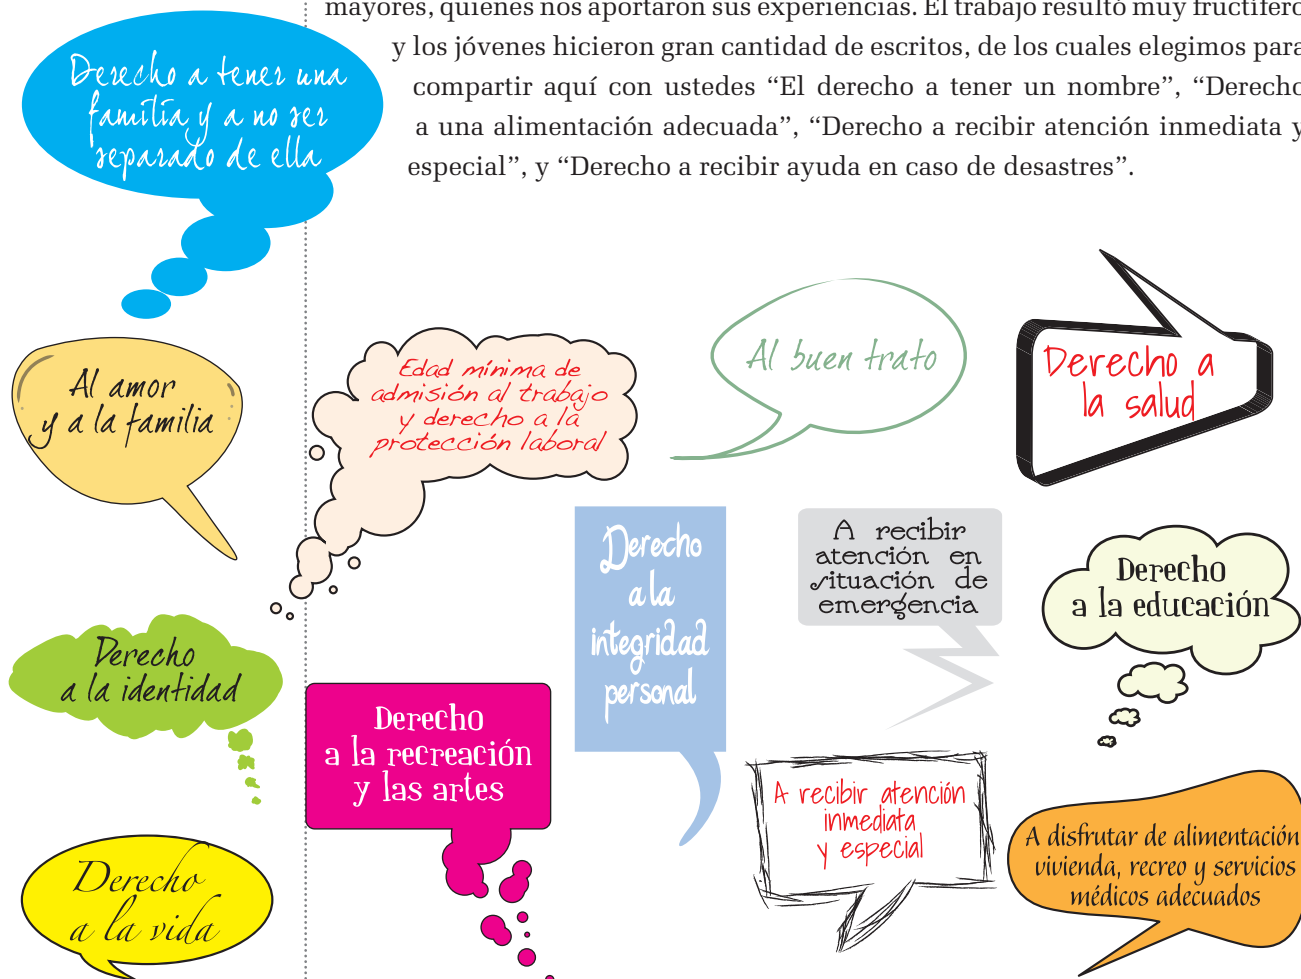 mayores, quienes nos aportaron sus experiencias. El trabajo resultó muy fructífero
y los jóvenes hicieron gran cantidad de escritos, de los cuales elegimos para
compartir aquí con ustedes “El derecho a tener un nombre”, “Derecho
a una alimentación adecuada”, “Derecho a recibir atención inmediata y
especial”, y “Derecho a recibir ayuda en caso de desastres”.
Derecho a tener una
familia y a no ser
separado de ella
Al amor
y a la familia
Edad mínima de
admisión al trabajo
y derecho a la
protección laboral
Al buen trato
Derecho a
la salud
Derecho
a la
integridad
personal
A recibir
atención en
situación de
emergencia
Derecho
a la educación
Derecho
a la identidad
Derecho
a la recreación
y las artes
A recibir atención
inmediata
y especial
A disfrutar de alimentación
vivienda, recreo y servicios
médicos adecuados
Derecho
a la vida